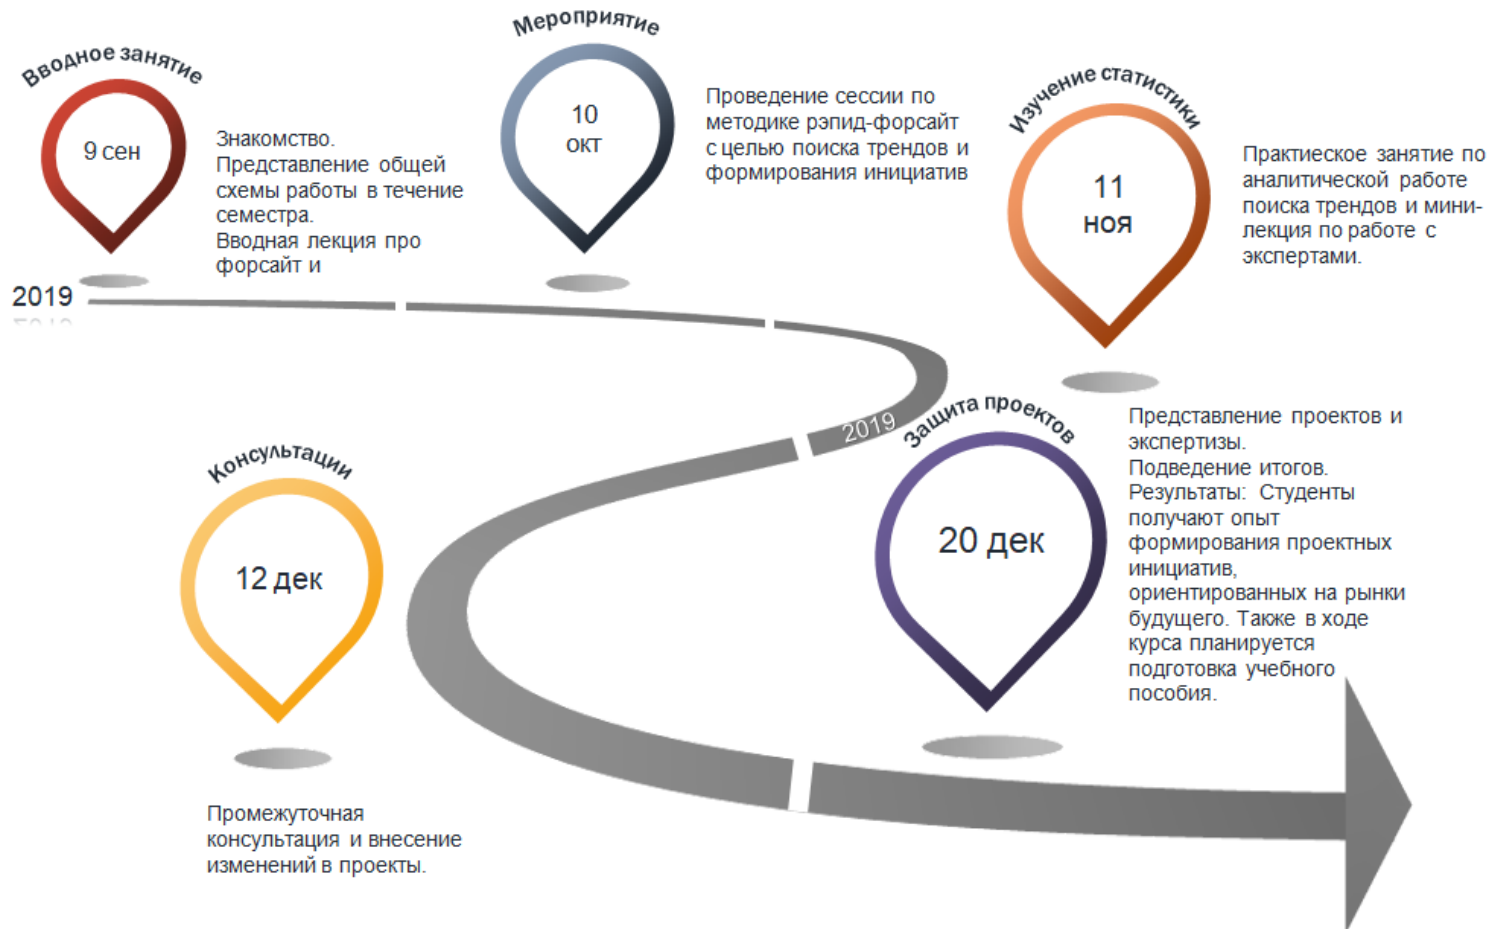 Вводное занятие
9 сен
Знакомство.
Представление общей
схемы работы в течение
семестра.
Вводная лекция про
форсайт и
Мероприятие
10
окт
Проведение сессии по
методике рэпид-форсайт
с целью поиска трендов и
формирования инициатив
Изучение статистики
11
ноя
Практиеское занятие по
аналитической работе
поиска трендов и мини-
лекция по работе с
экспертами.
2019
2019
Консультации
12 дек
Промежуточная
консультация и внесение
изменений в проекты.
Защита проектов
20 дек
Представление проектов и
экспертизы.
Подведение итогов.
Результаты: Студенты
получают опыт
формирования проектных
инициатив,
ориентированных на рынки
будущего. Также в ходе
курса планируется
подготовка учебного
пособия.